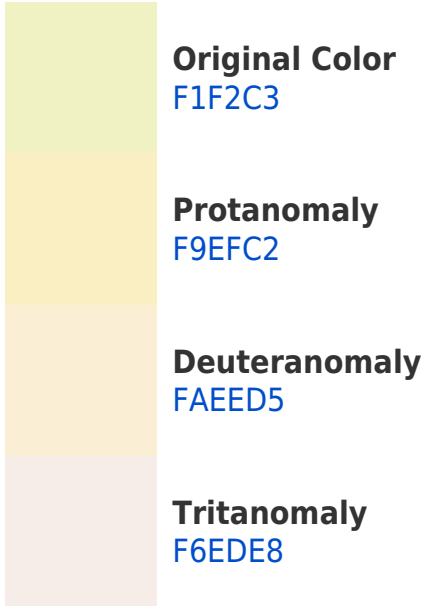 Original Color
F1F2C3
Protanomaly
F9EFC2
Deuteranomaly
FAEED5
Tritanomaly
F6EDE8